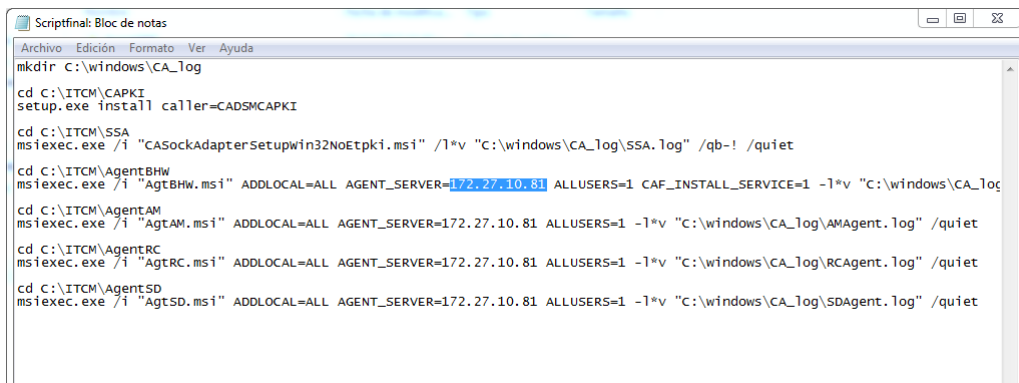 Scriptfinal: Bloc de notas
Archivo Edición Formato Ver Ayuda
mkdir C:\windows\CA_log
cd C:\ITCM\CAPKI
setup.exe install caller=CADSMCAPKI
cd C:\ITCM\SSA
msiexec.exe /i "CASockAdapterSetupWin32NoEtpki.msi" /l*v "C:\windows\CA_log\SSA.log" /qb-! /quiet
cd C:\ITCM\AgentBHW
msiexec.exe /i "AgtBHW.msi" ADDLOCAL=ALL AGENT_SERVER=172.27.10.81 ALLUSERS=1 CAF_INSTALL_SERVICE=1 -l*v "C:\windows\CA_log
cd C:\ITCM\AgentAM
msiexec.exe /i "AgtAM.msi" ADDLOCAL=ALL AGENT_SERVER=172.27.10.81 ALLUSERS=1 -l*v "C:\windows\CA_log\AMAgent.log" /quiet
cd C:\ITCM\AgentRC
msiexec.exe /i "AgtRC.msi" ADDLOCAL=ALL AGENT_SERVER=172.27.10.81 ALLUSERS=1 -l*v "C:\windows\CA_log\RCAgent.log" /quiet
cd C:\ITCM\AgentSD
msiexec.exe /i "AgtSD.msi" ADDLOCAL=ALL AGENT_SERVER=172.27.10.81 ALLUSERS=1 -l*v "C:\windows\CA_log\SDAgent.log" /quiet